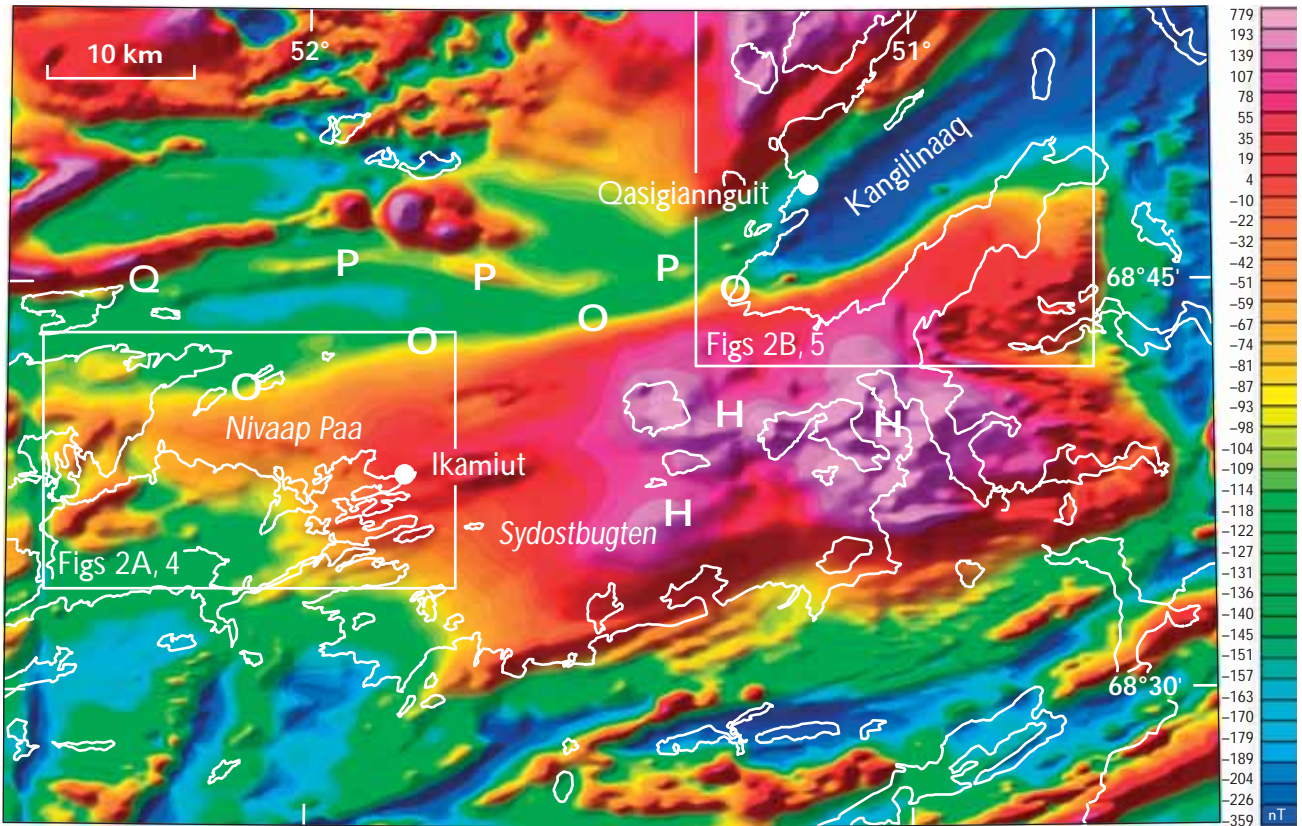 10 km
52°
51°
Qasigiannguit
Kangilinaaq
P
P
P
Q
68°45'
O
O
O
O
Figs 2B, 5
Nivaap Paa
H
H
Ikamiut
H
Sydostbugten
Figs 2A, 4
68°30'
779
193
139
107
78
55
35
19
4
–10
–22
–32
–42
–51
–59
–67
–74
–81
–87
–93
–98
–104
–109
–114
–118
–122
–127
–131
–136
–140
–145
–151
–157
–163
–170
–179
–189
–204
–226
–359
nT